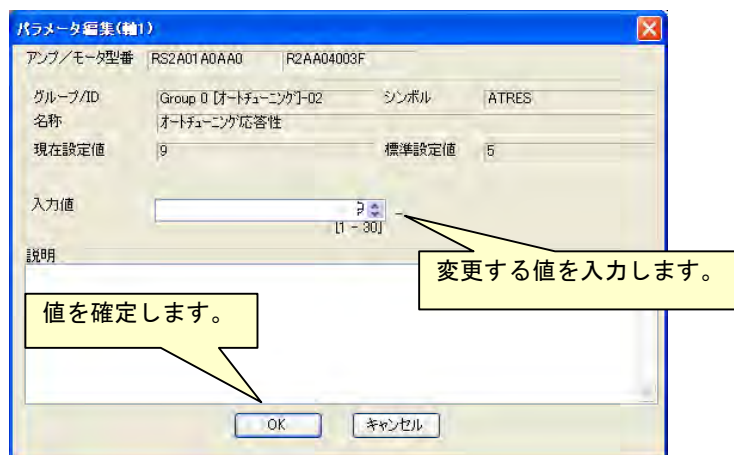 パラメータ編集(軸1)
アンプ/モータ型番 RS2A01A0AA0 R2AA04003F
グループ/ID Group 0 [オートチューニング]-02 シンボル ATRES
名称 オートチューニング応答性
現在設定値 9 標準設定値 5
入力値
[1 - 30]
変更する値を入力します。
説明
値を確定します。
OK キャンセル